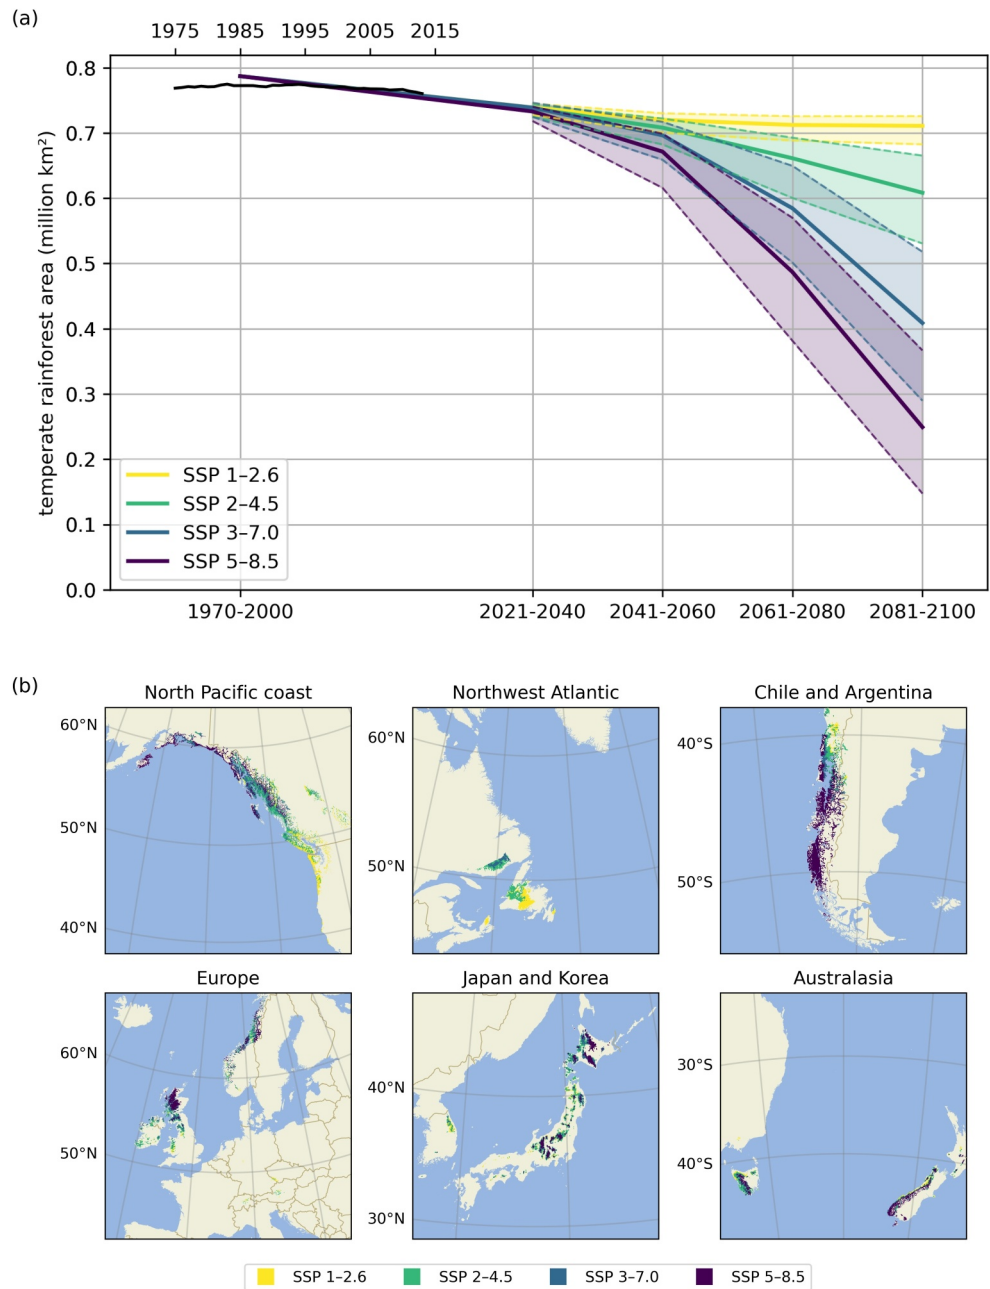 (a)
1975 1985 1995 2005 2015
temperate rainforest area (million km²)
0.8
0.7
0.6
0.5
0.4
0.3
0.2
0.1
0.0
SSP 1–2.6
SSP 2–4.5
SSP 3–7.0
SSP 5–8.5
1970-2000 2021-2040 2041-2060 2061-2080 2081-2100
(b)
North Pacific coast
60°N
50°N
40°N
Northwest Atlantic
60°N
50°N
Chile and Argentina
40°S
50°S
Europe
60°N
50°N
Japan and Korea
40°N
30°N
Australasia
30°S
40°S
SSP 1–2.6 SSP 2–4.5 SSP 3–7.0 SSP 5–8.5